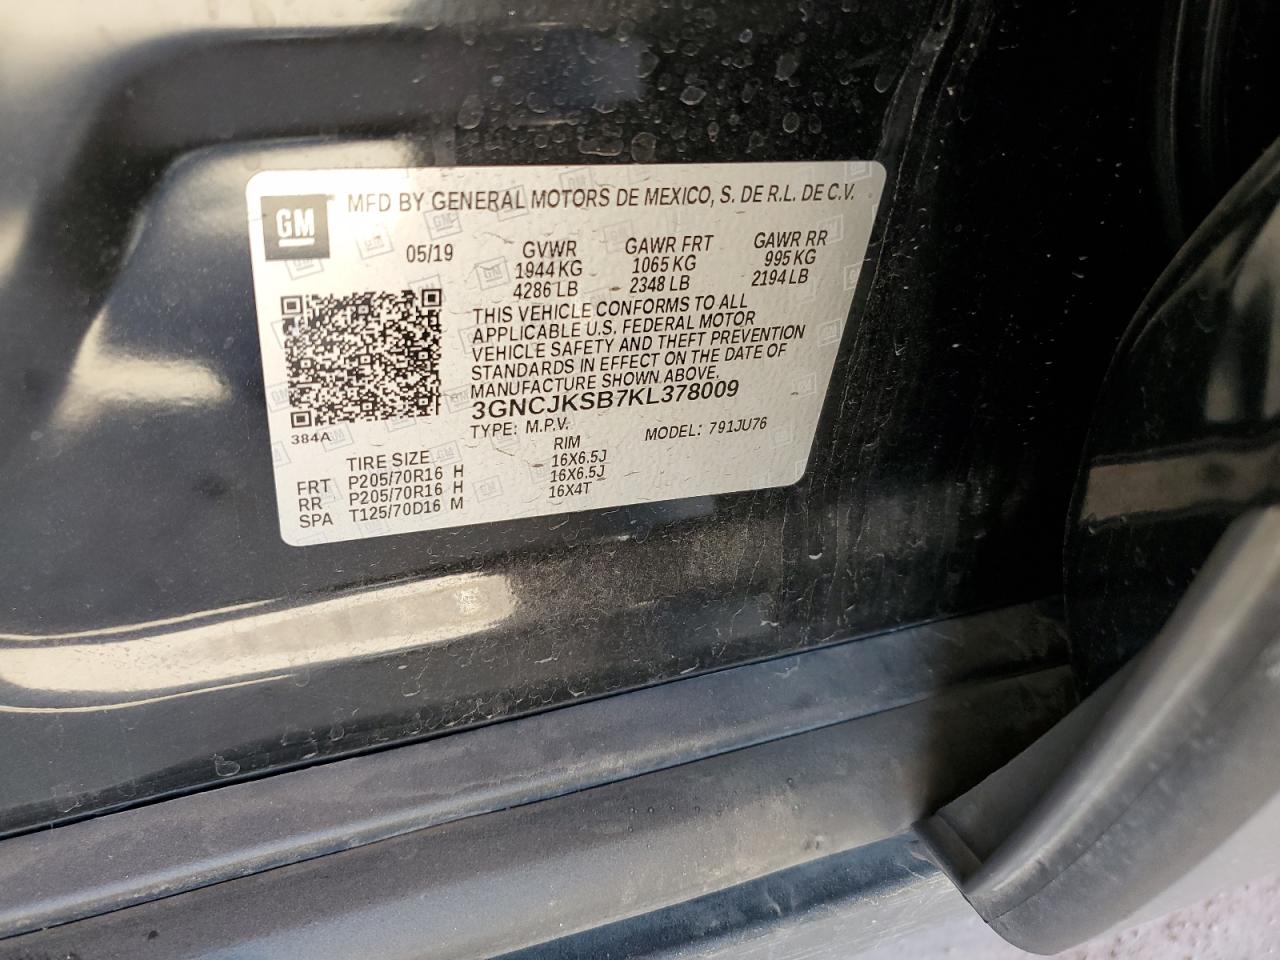 GM
MFD BY GENERAL MOTORS DE MEXICO, S. DE R.L. DE C.V.
05/19 GVWR GAWR FRT GAWR RR
1944 KG 1065 KG 995 KG
4286 LB 2348 LB 2194 LB
THIS VEHICLE CONFORMS TO ALL
APPLICABLE U.S. FEDERAL MOTOR
VEHICLE SAFETY AND THEFT PREVENTION
STANDARDS IN EFFECT ON THE DATE OF
MANUFACTURE SHOWN ABOVE.
3GNCJKSB7KL378009
384A
TYPE: M.P.V. MODEL: 791JU76
TIRE SIZE RIM
FRT P205/70R16 H 16X6.5J
RR P205/70R16 H 16X6.5J
SPA T125/70D16 M 16X4T